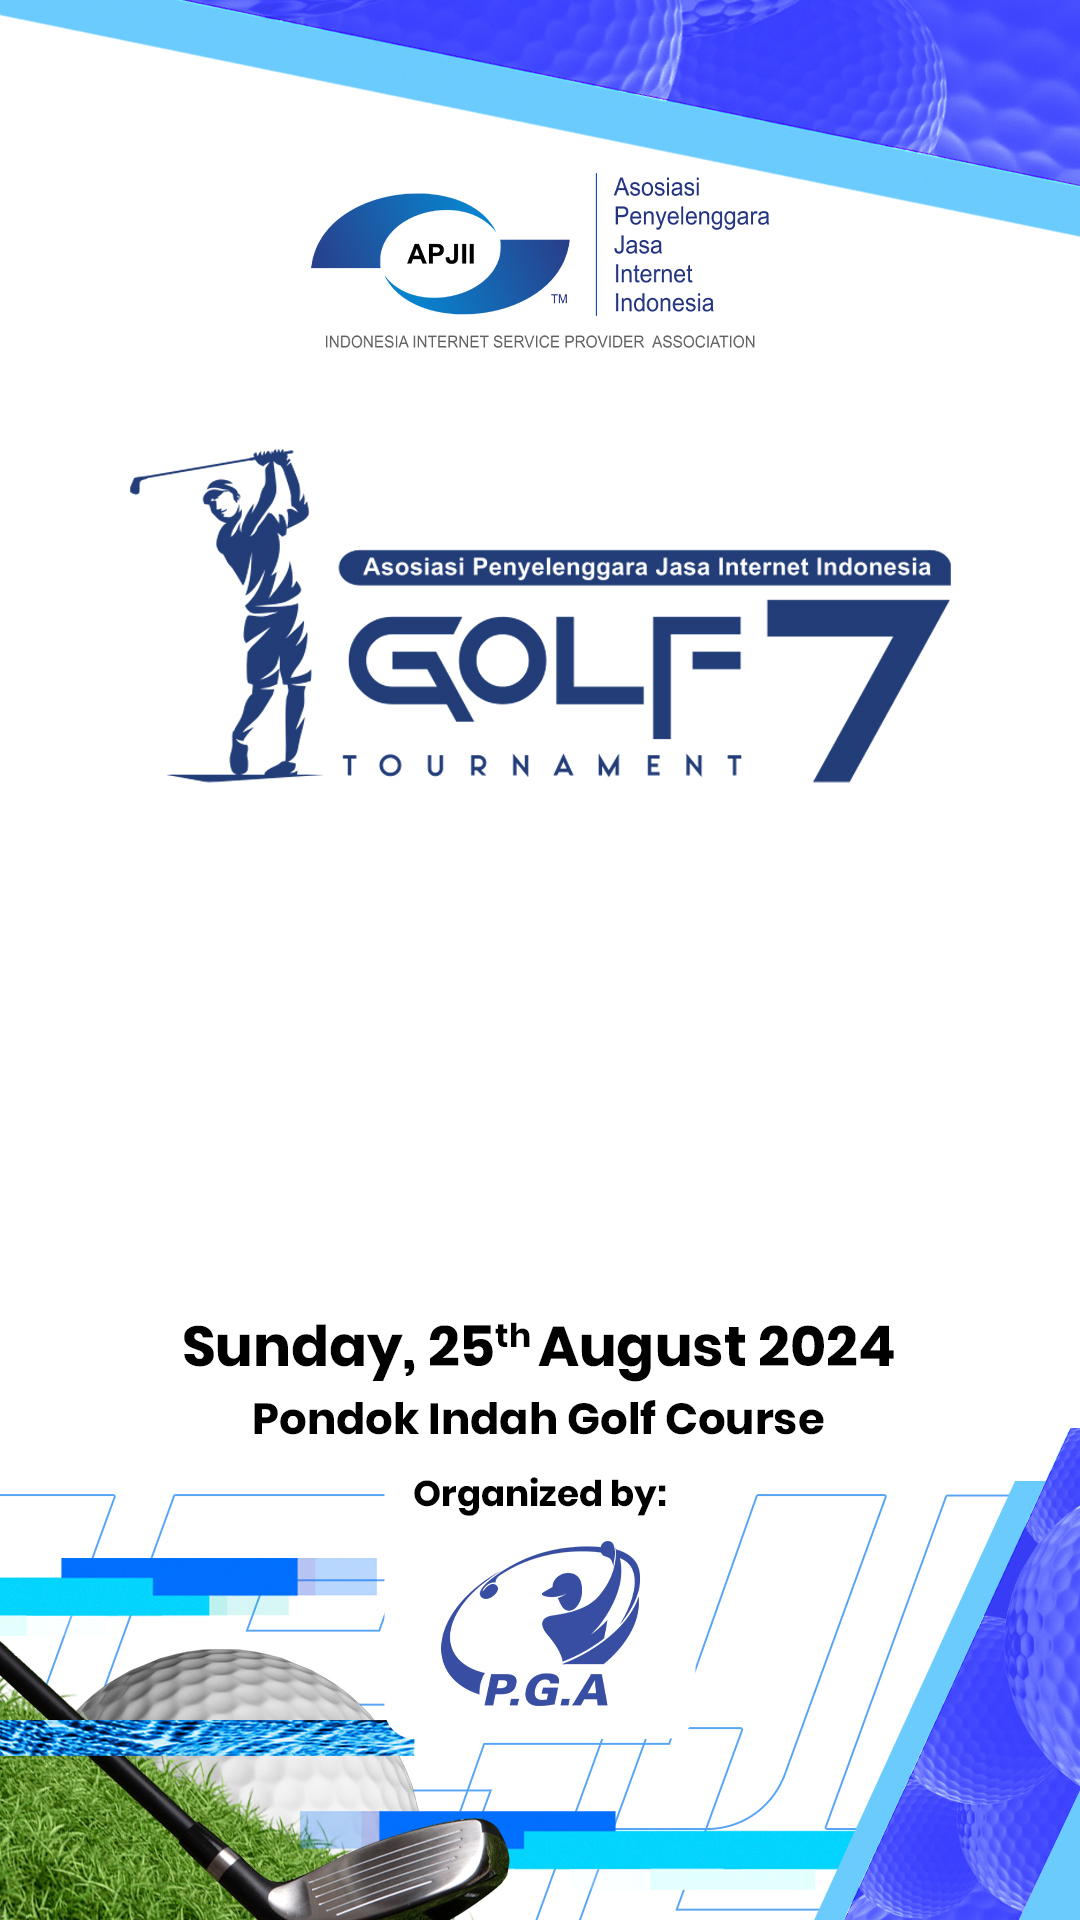 APJII
TM
Asosiasi
Penyelenggara
Jasa
Internet
Indonesia
INDONESIA INTERNET SERVICE PROVIDER ASSOCIATION
Asosiasi Penyelenggara Jasa Internet Indonesia
GOLF 7
TOURNAMENT
Sunday, 25th August 2024
Pondok Indah Golf Course
Organized by:
P.G.A